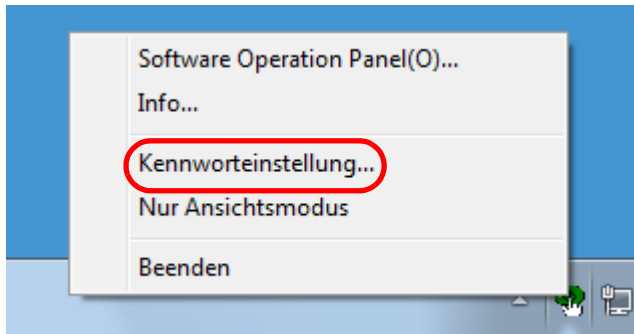 Software Operation Panel(O)...
Info...
Kennworteinstellung...
Nur Ansichtsmodus
Beenden